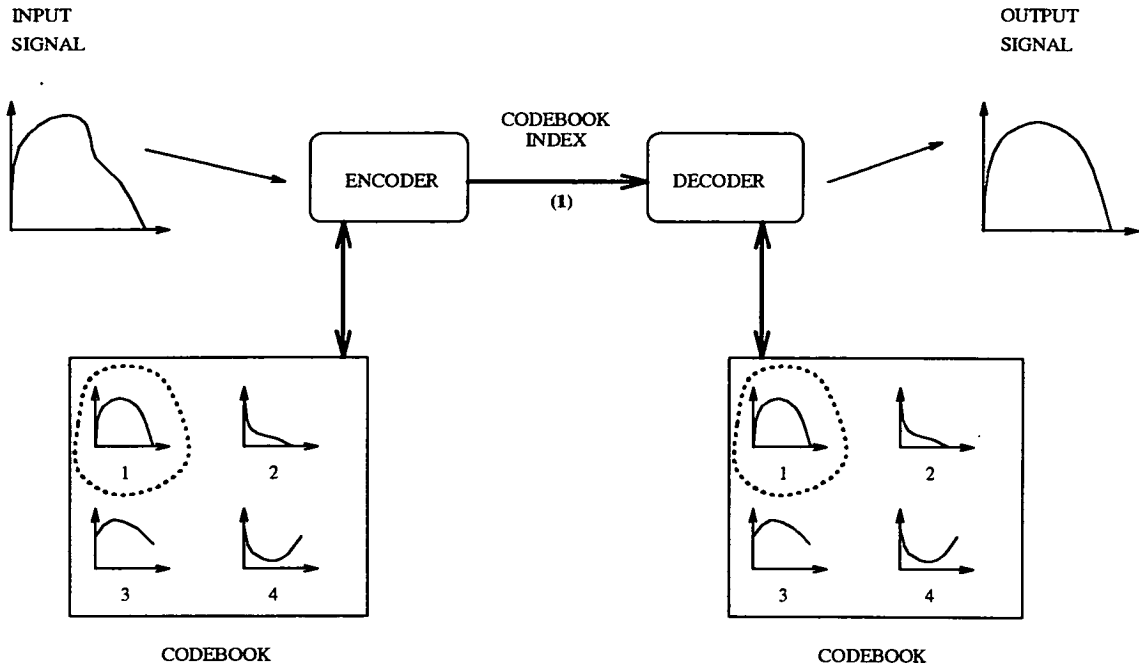 INPUT
SIGNAL
OUTPUT
SIGNAL
CODEBOOK
INDEX
ENCODER
DECODER
(1)
1
2
3
4
CODEBOOK
1
2
3
4
CODEBOOK